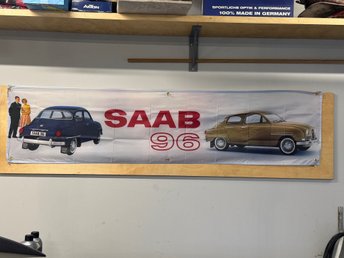 SPORTLICHE OPTIK & PERFORMANCE
100% MADE IN GERMANY
SAAB
96